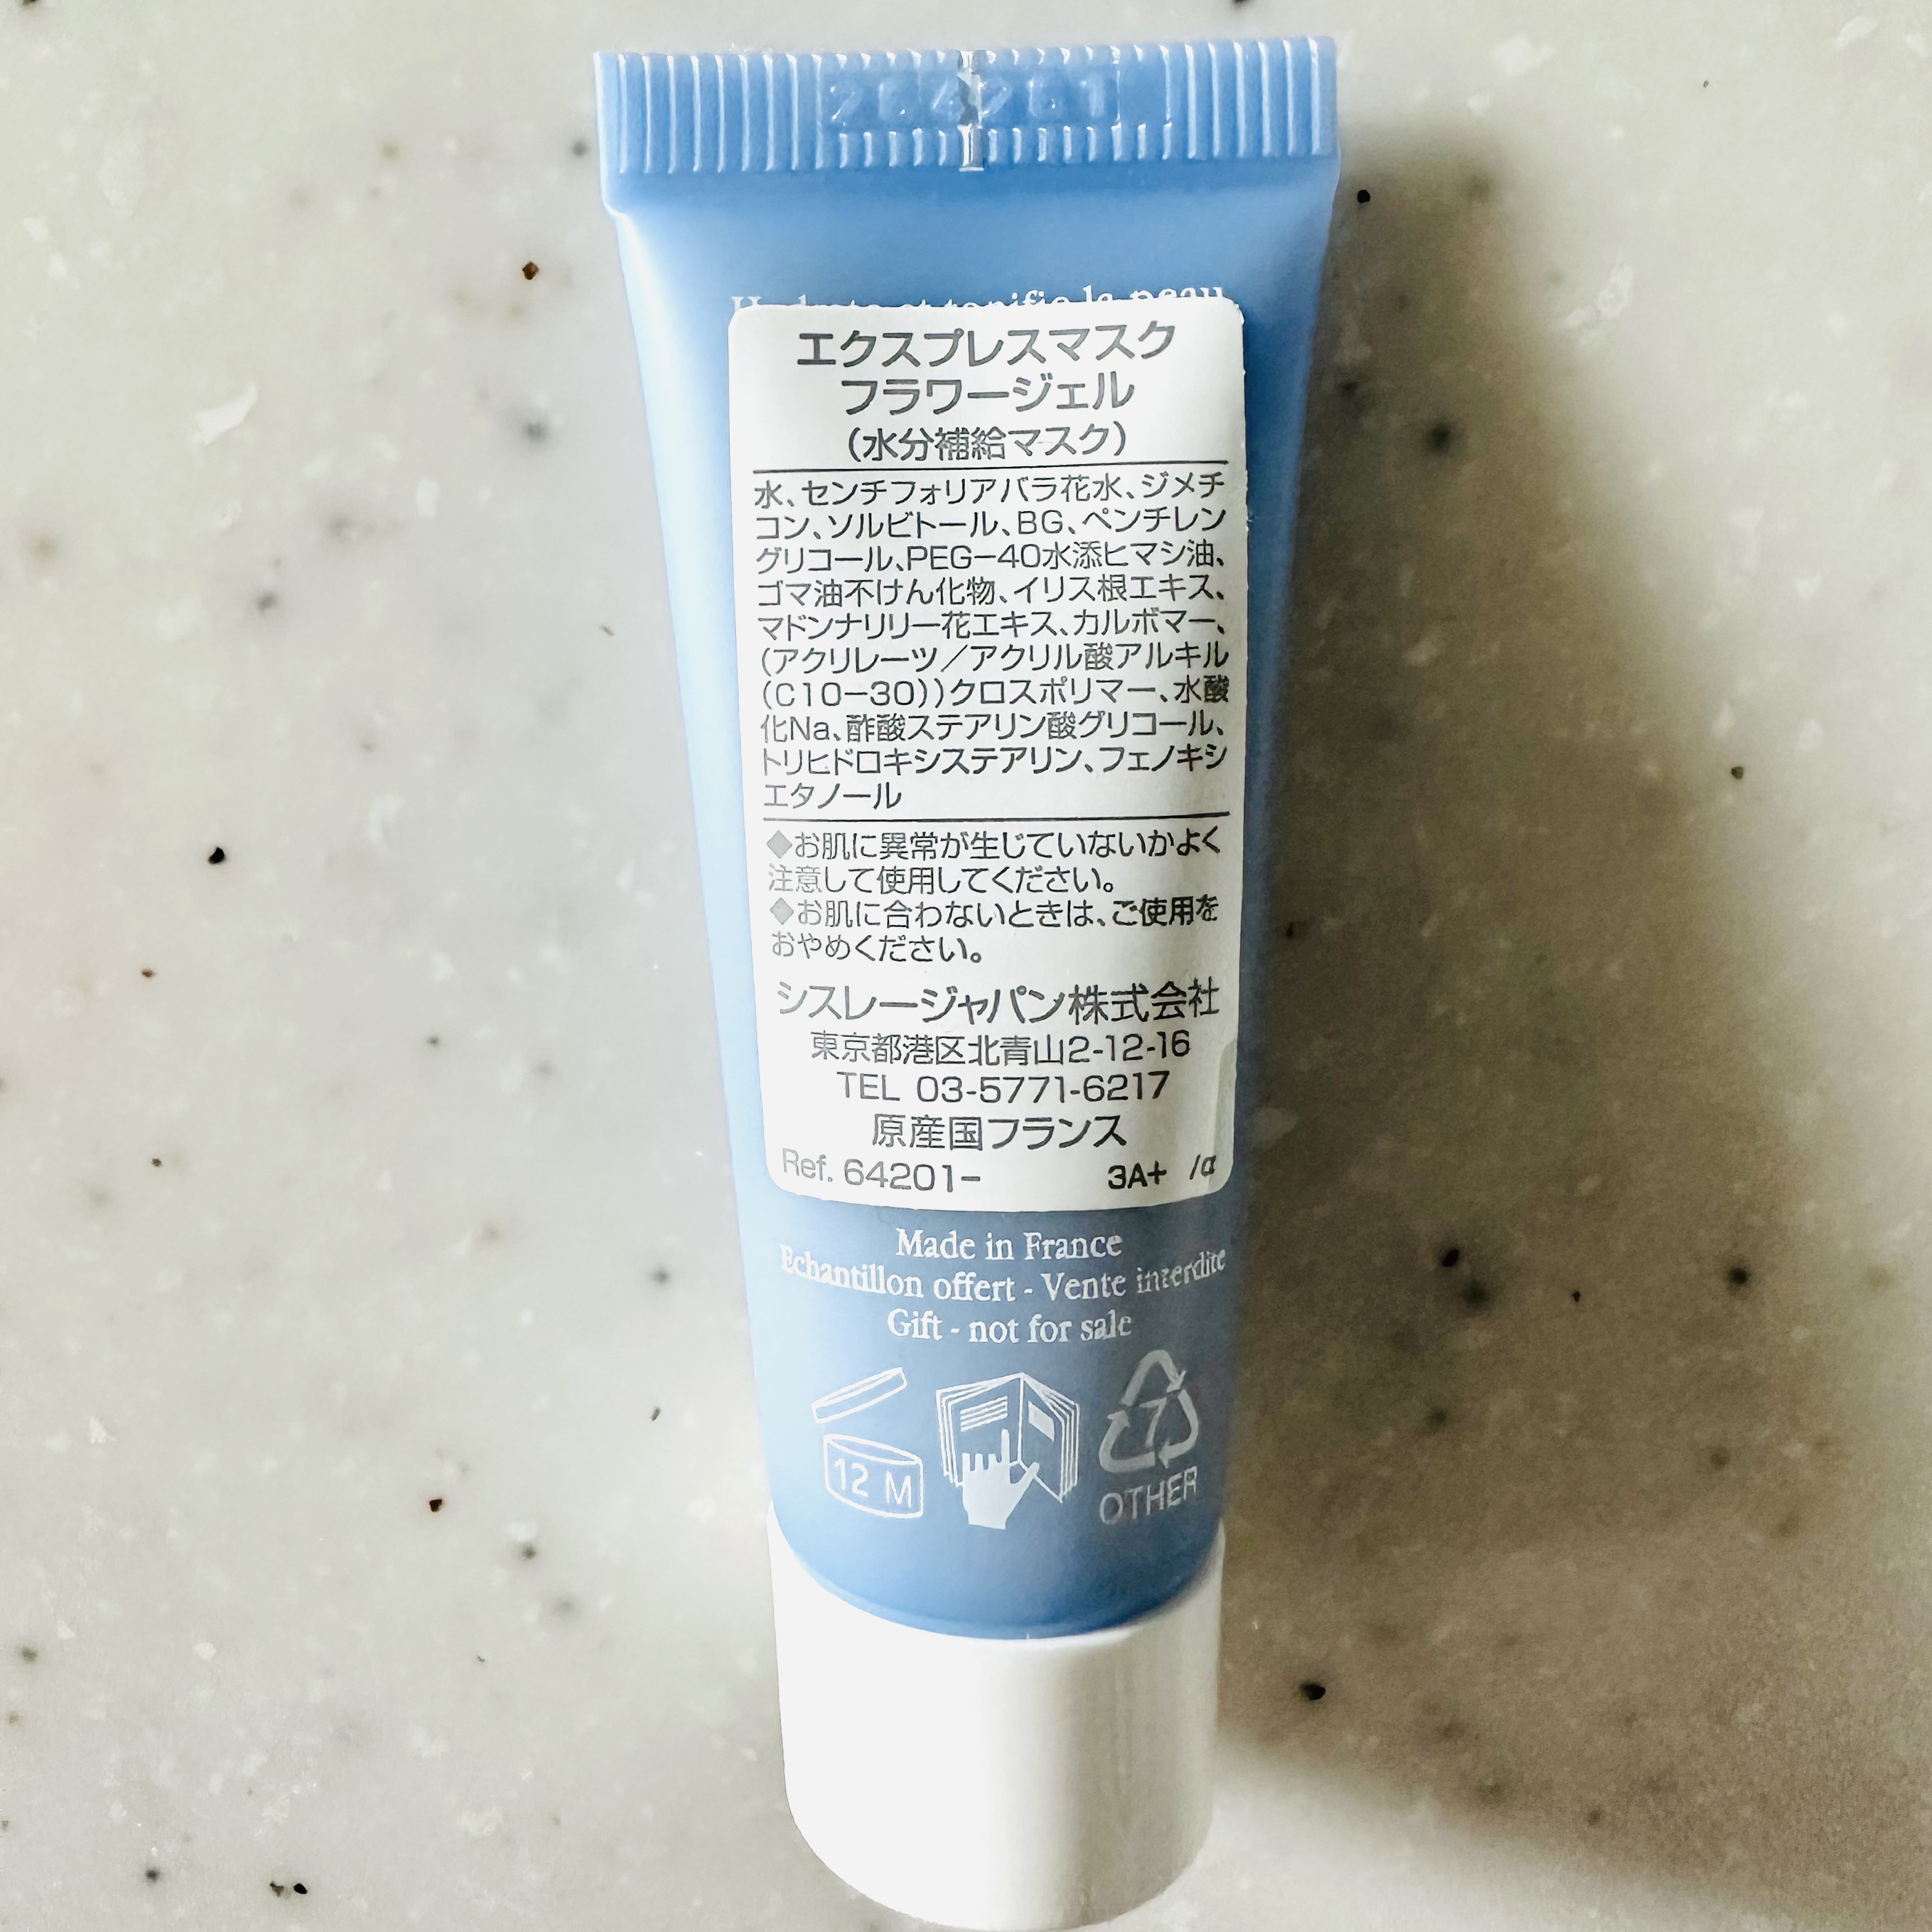 264261
エクスプレスマスク
フラワージェル
(水分補給マスク)
水、センチフォリアバラ花水、ジメチ
コン、ソルビトール、BG、ペンチレン
グリコール、PEG-40水添ヒマシ油、
ゴマ油不けん化物、イリス根エキス、
マドンナリリー花エキス、カルボマー、
(アクリレーツ/アクリル酸アルキル
(C10-30))クロスポリマー、水酸
化Na、酢酸ステアリン酸グリコール、
トリヒドロキシステアリン、フェノキシ
エタノール
◆お肌に異常が生じていないかよく
注意して使用してください。
◆お肌に合わないときは、ご使用を
おやめください。
シスレージャパン株式会社
東京都港区北青山2-12-16
TEL 03-5771-6217
原産国フランス
Ref. 64201- 3A+ /α
Made in France
Echantillon offert - Vente interdite
Gift - not for sale
12 M
7
OTHER